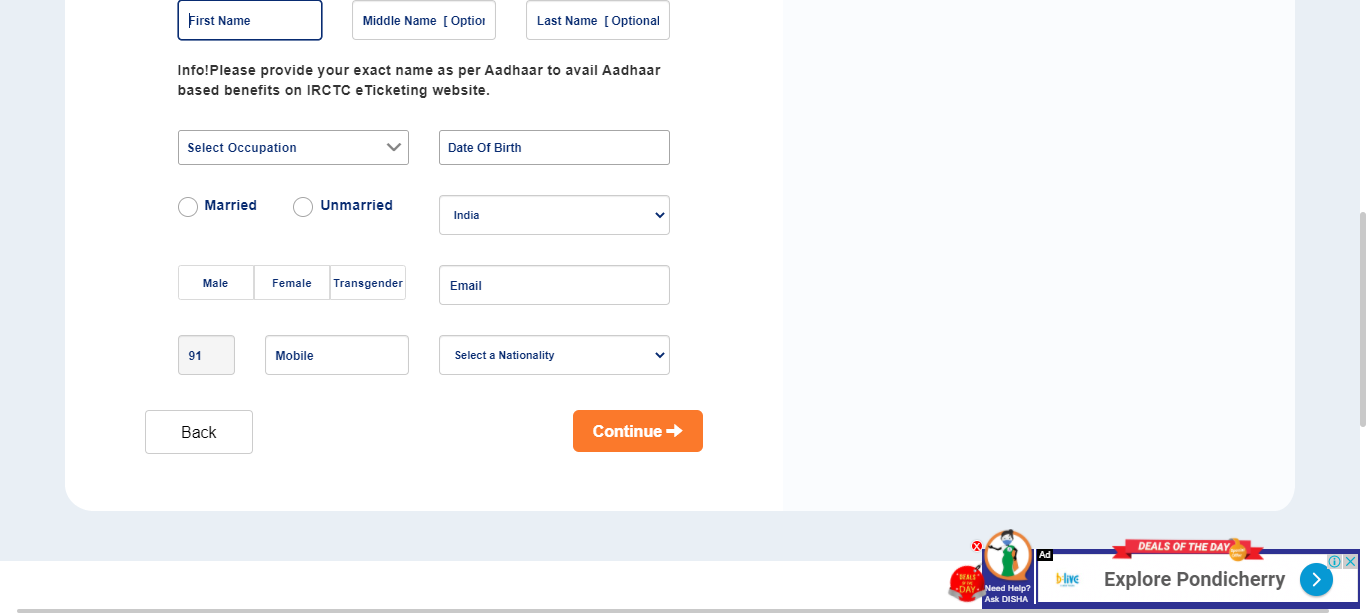 First Name
Middle Name [ Option
Last Name [ Optional
Info!Please provide your exact name as per Aadhaar to avail Aadhaar
based benefits on IRCTC eTicketing website.
Select Occupation
Date Of Birth
Married
Unmarried
India
Male
Female
Transgender
Email
91
Mobile
Select a Nationality
Back
Continue
DEALS OF THE DAY
Ad
DEALS
OF THE
DAY
Need Help?
Ask DISHA
b·live
Explore Pondicherry